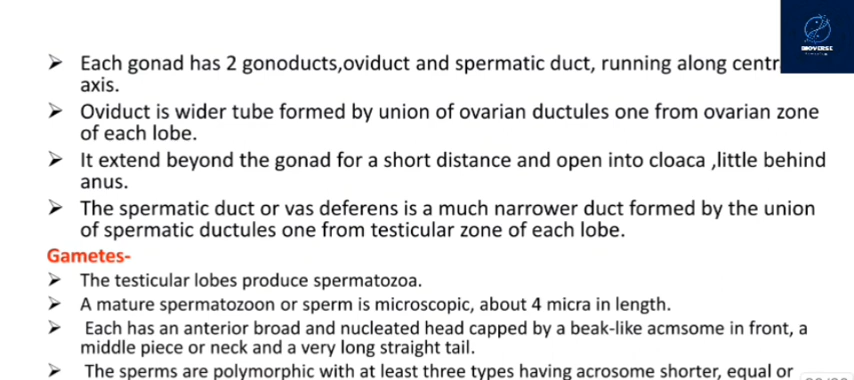 BIOVERSE
➢ Each gonad has 2 gonoducts,oviduct and spermatic duct, running along centr
axis.
➢ Oviduct is wider tube formed by union of ovarian ductules one from ovarian zone
of each lobe.
➢ It extend beyond the gonad for a short distance and open into cloaca ,little behind
anus.
➢ The spermatic duct or vas deferens is a much narrower duct formed by the union
of spermatic ductules one from testicular zone of each lobe.
Gametes-
➢ The testicular lobes produce spermatozoa.
➢ A mature spermatozoon or sperm is microscopic, about 4 micra in length.
➢ Each has an anterior broad and nucleated head capped by a beak-like acmsome in front, a
middle piece or neck and a very long straight tail.
➢ The sperms are polymorphic with at least three types having acrosome shorter, equal or